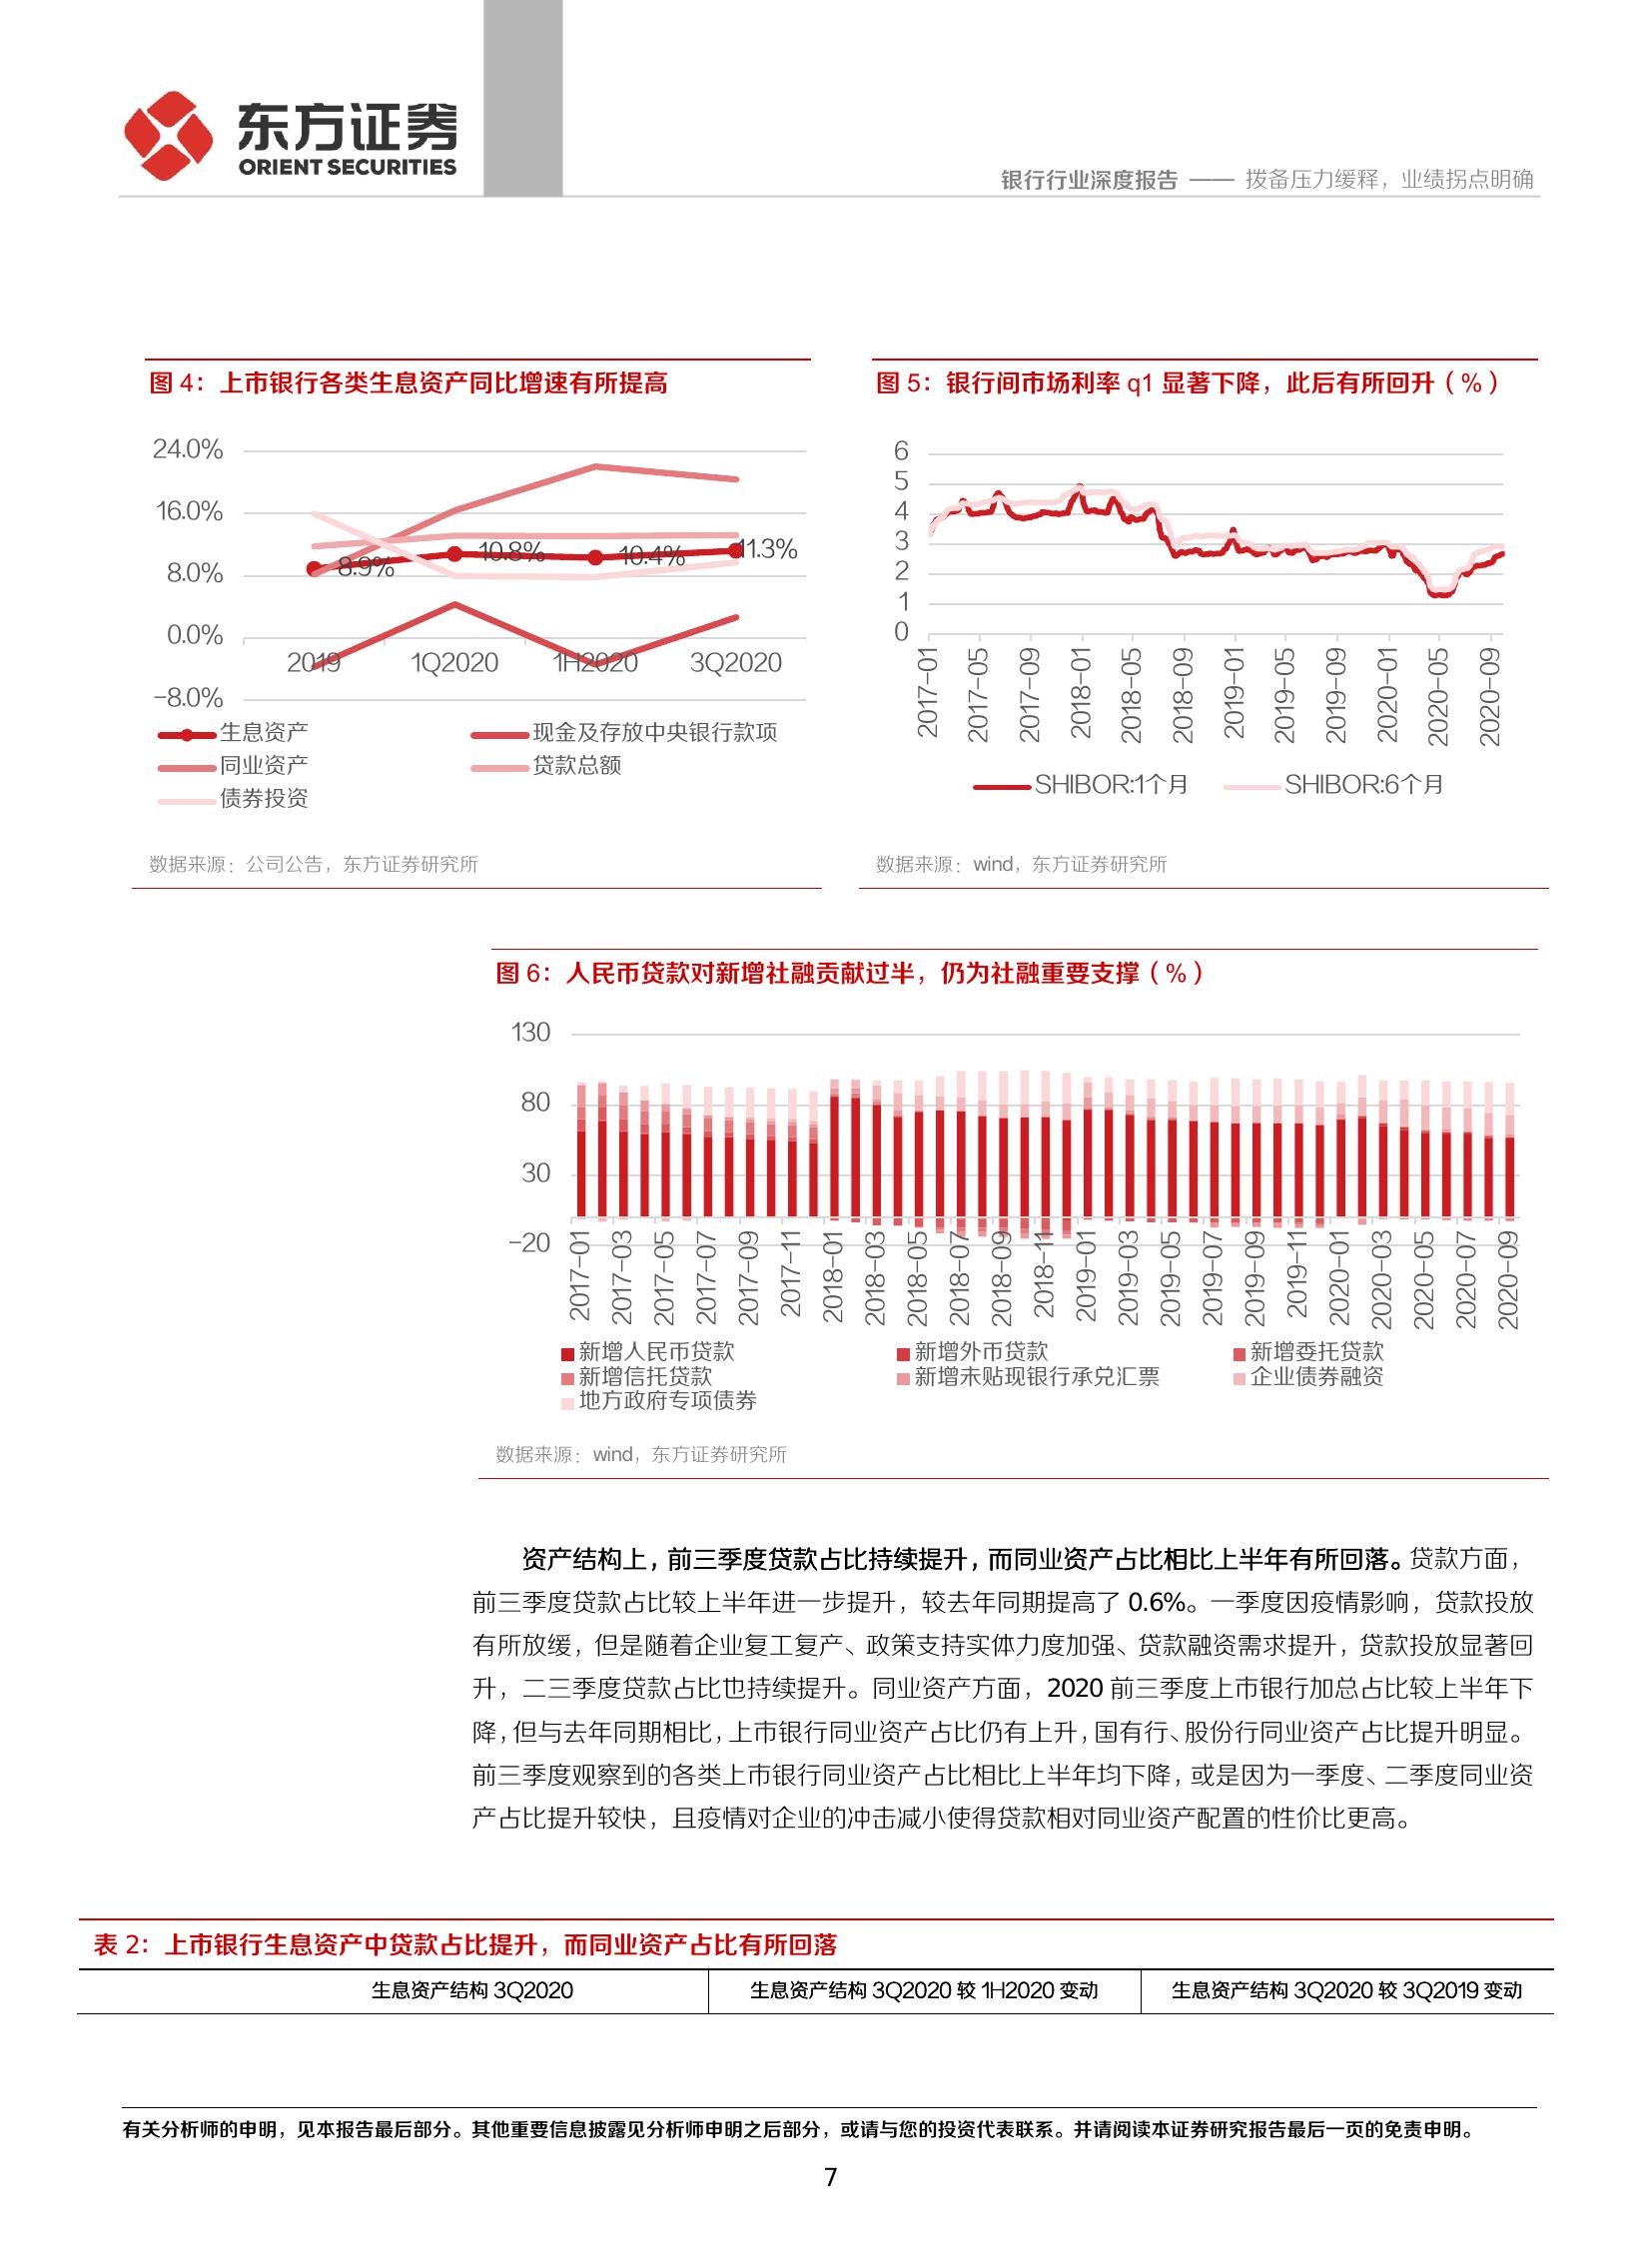 东方证券
ORIENT SECURITIES
银行行业深度报告 —— 拨备压力缓释，业绩拐点明确
图 4：上市银行各类生息资产同比增速有所提高
24.0%
16.0%
8.0%
0.0%
-8.0%
8.9%
10.8%
10.4%
11.3%
2019 1Q2020 1H2020 3Q2020
生息资产 现金及存放中央银行款项
同业资产 贷款总额
债券投资
数据来源：公司公告，东方证券研究所
图 5：银行间市场利率 q1 显著下降，此后有所回升（%）
6
5
4
3
2
1
0
2017-01 2017-05 2017-09 2018-01 2018-05 2018-09 2019-01 2019-05 2019-09 2020-01 2020-05 2020-09
SHIBOR:1个月 SHIBOR:6个月
数据来源：wind，东方证券研究所
图 6：人民币贷款对新增社融贡献过半，仍为社融重要支撑（%）
130
80
30
-20
2017-01 2017-03 2017-05 2017-07 2017-09 2017-11 2018-01 2018-03 2018-05 2018-07 2018-09 2018-11 2019-01 2019-03 2019-05 2019-07 2019-09 2019-11 2020-01 2020-03 2020-05 2020-07 2020-09
新增人民币贷款 新增外币贷款 新增委托贷款
新增信托贷款 新增未贴现银行承兑汇票 企业债券融资
地方政府专项债券
数据来源：wind，东方证券研究所
资产结构上，前三季度贷款占比持续提升，而同业资产占比相比上半年有所回落。贷款方面，
前三季度贷款占比较上半年进一步提升，较去年同期提高了 0.6%。一季度因疫情影响，贷款投放
有所放缓，但是随着企业复工复产、政策支持实体力度加强、贷款融资需求提升，贷款投放显著回
升，二三季度贷款占比也持续提升。同业资产方面，2020 前三季度上市银行加总占比较上半年下
降，但与去年同期相比，上市银行同业资产占比仍有上升，国有行、股份行同业资产占比提升明显。
前三季度观察到的各类上市银行同业资产占比相比上半年均下降，或是因为一季度、二季度同业资
产占比提升较快，且疫情对企业的冲击减小使得贷款相对同业资产配置的性价比更高。
表 2：上市银行生息资产中贷款占比提升，而同业资产占比有所回落
生息资产结构 3Q2020 生息资产结构 3Q2020 较 1H2020 变动 生息资产结构 3Q2020 较 3Q2019 变动
有关分析师的申明，见本报告最后部分。其他重要信息披露见分析师申明之后部分，或请与您的投资代表联系。并请阅读本证券研究报告最后一页的免责申明。
7